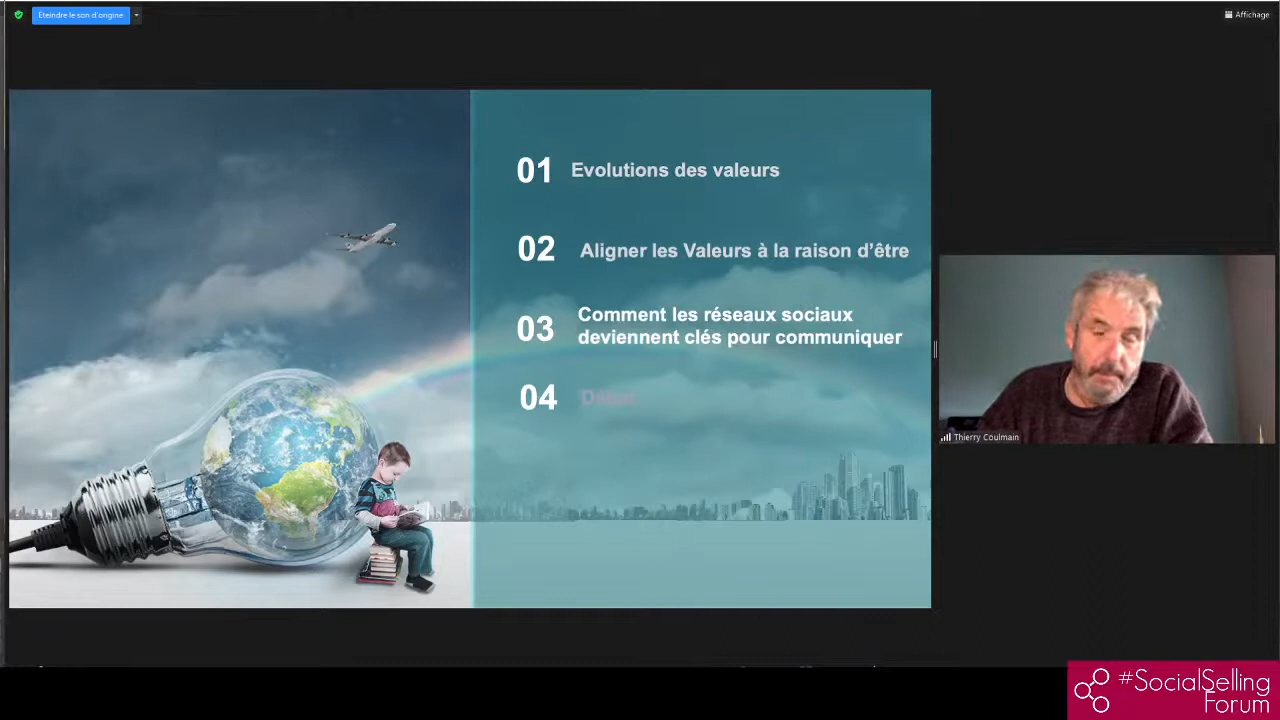 Eteindre le son d'origine
Affichage
01 Evolutions des valeurs
02 Aligner les Valeurs à la raison d'être
03 Comment les réseaux sociaux
deviennent clés pour communiquer
04
Thierry Coulmain
#SocialSelling
Forum